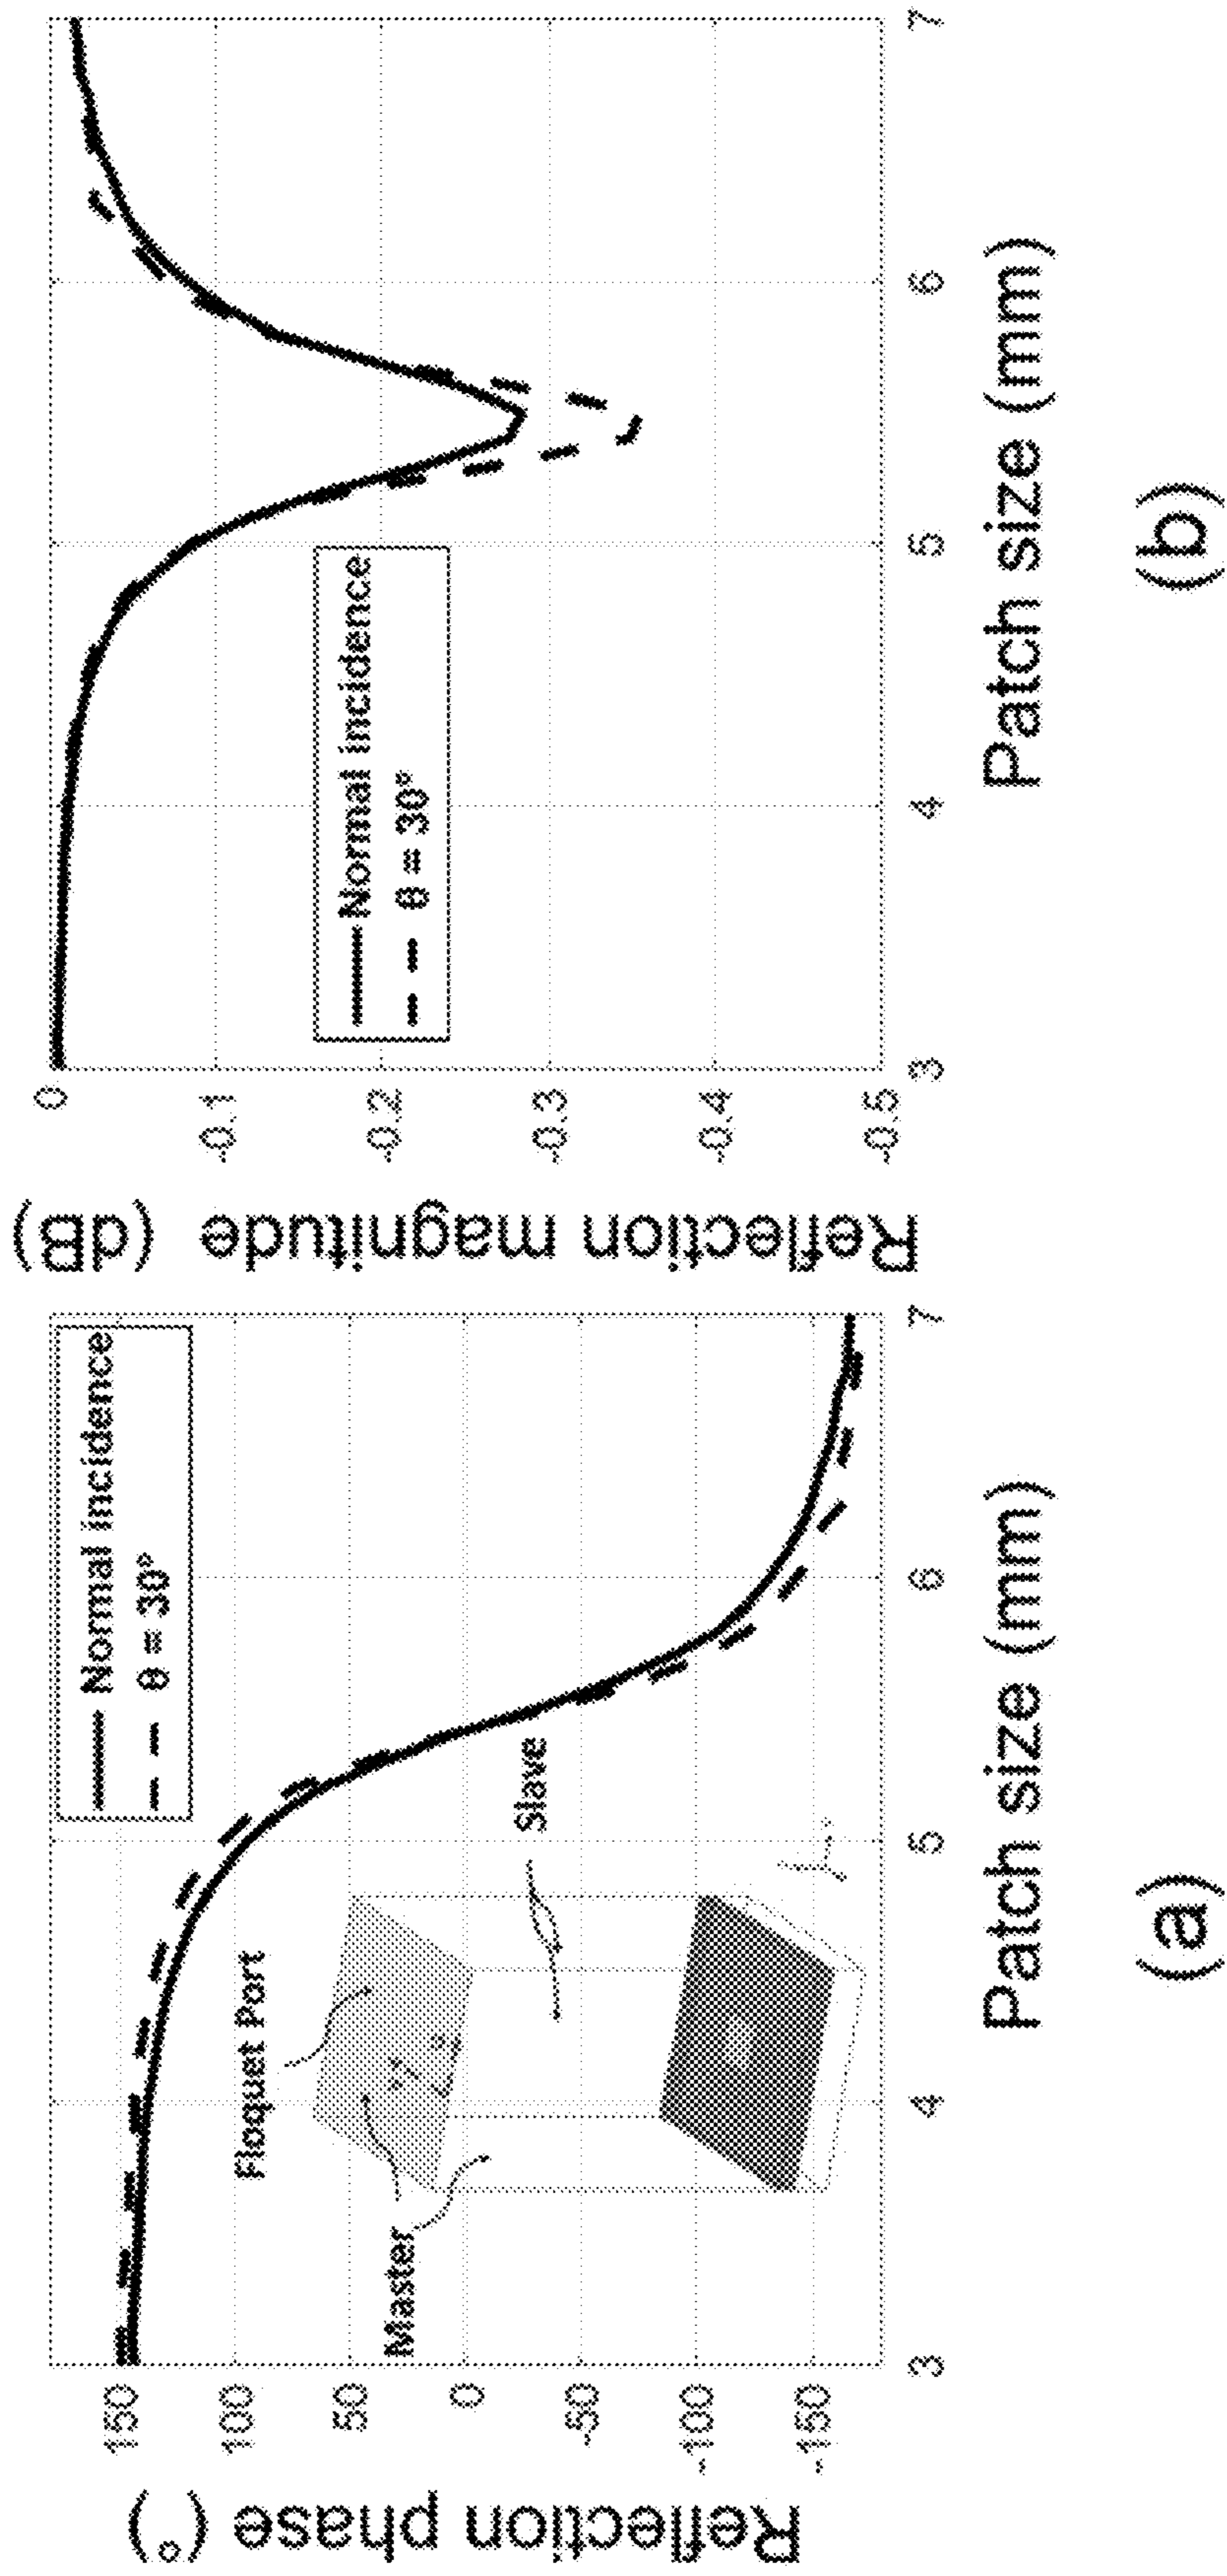 Reflection phase (°)
150
100
50
0
-50
-100
-150
Normal incidence
θ = 30°
Floquet Port
Master
Slave
3
4
5
6
7
Patch size (mm)
(a)
Reflection magnitude (dB)
0
-0.1
-0.2
-0.3
-0.4
-0.5
Normal incidence
θ = 30°
3
4
5
6
7
Patch size (mm)
(b)